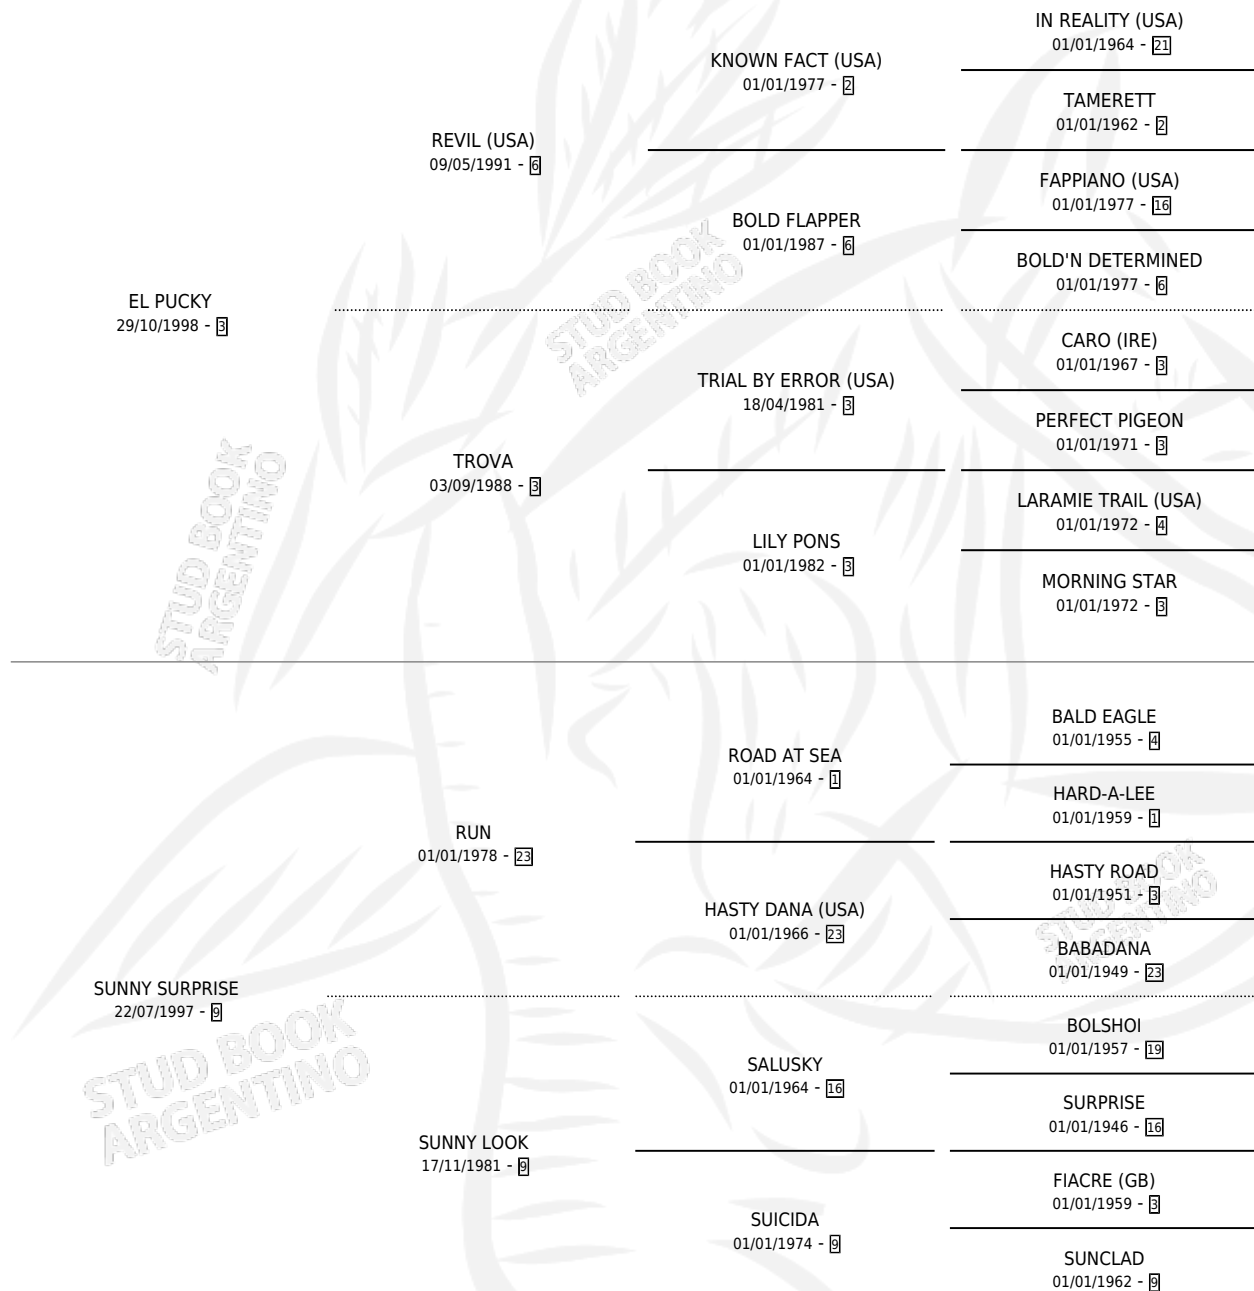 IN REALITY (USA)
01/01/1964 - 21
KNOWN FACT (USA)
01/01/1977 - 2
TAMERETT
01/01/1962 - 2
REVIL (USA)
09/05/1991 - 6
FAPPIANO (USA)
01/01/1977 - 16
BOLD FLAPPER
01/01/1987 - 6
BOLD'N DETERMINED
01/01/1977 - 6
EL PUCKY
29/10/1998 - 3
CARO (IRE)
01/01/1967 - 3
TRIAL BY ERROR (USA)
18/04/1981 - 3
PERFECT PIGEON
01/01/1971 - 3
TROVA
03/09/1988 - 3
LARAMIE TRAIL (USA)
01/01/1972 - 4
LILY PONS
01/01/1982 - 3
MORNING STAR
01/01/1972 - 3
STUD BOOK
ARGENTINO
STUD BOOK
ARGENTINO
BALD EAGLE
01/01/1955 - 4
ROAD AT SEA
01/01/1964 - 1
HARD-A-LEE
01/01/1959 - 1
RUN
01/01/1978 - 23
HASTY ROAD
01/01/1951 - 3
HASTY DANA (USA)
01/01/1966 - 23
BABADANA
01/01/1949 - 23
STUD BOOK
ARGENTINO
SUNNY SURPRISE
22/07/1997 - 9
BOLSHOI
01/01/1957 - 19
SALUSKY
01/01/1964 - 16
SURPRISE
01/01/1946 - 16
SUNNY LOOK
17/11/1981 - 9
FIACRE (GB)
01/01/1959 - 3
SUICIDA
01/01/1974 - 9
SUNCLAD
01/01/1962 - 9
STUD BOOK
ARGENTINO